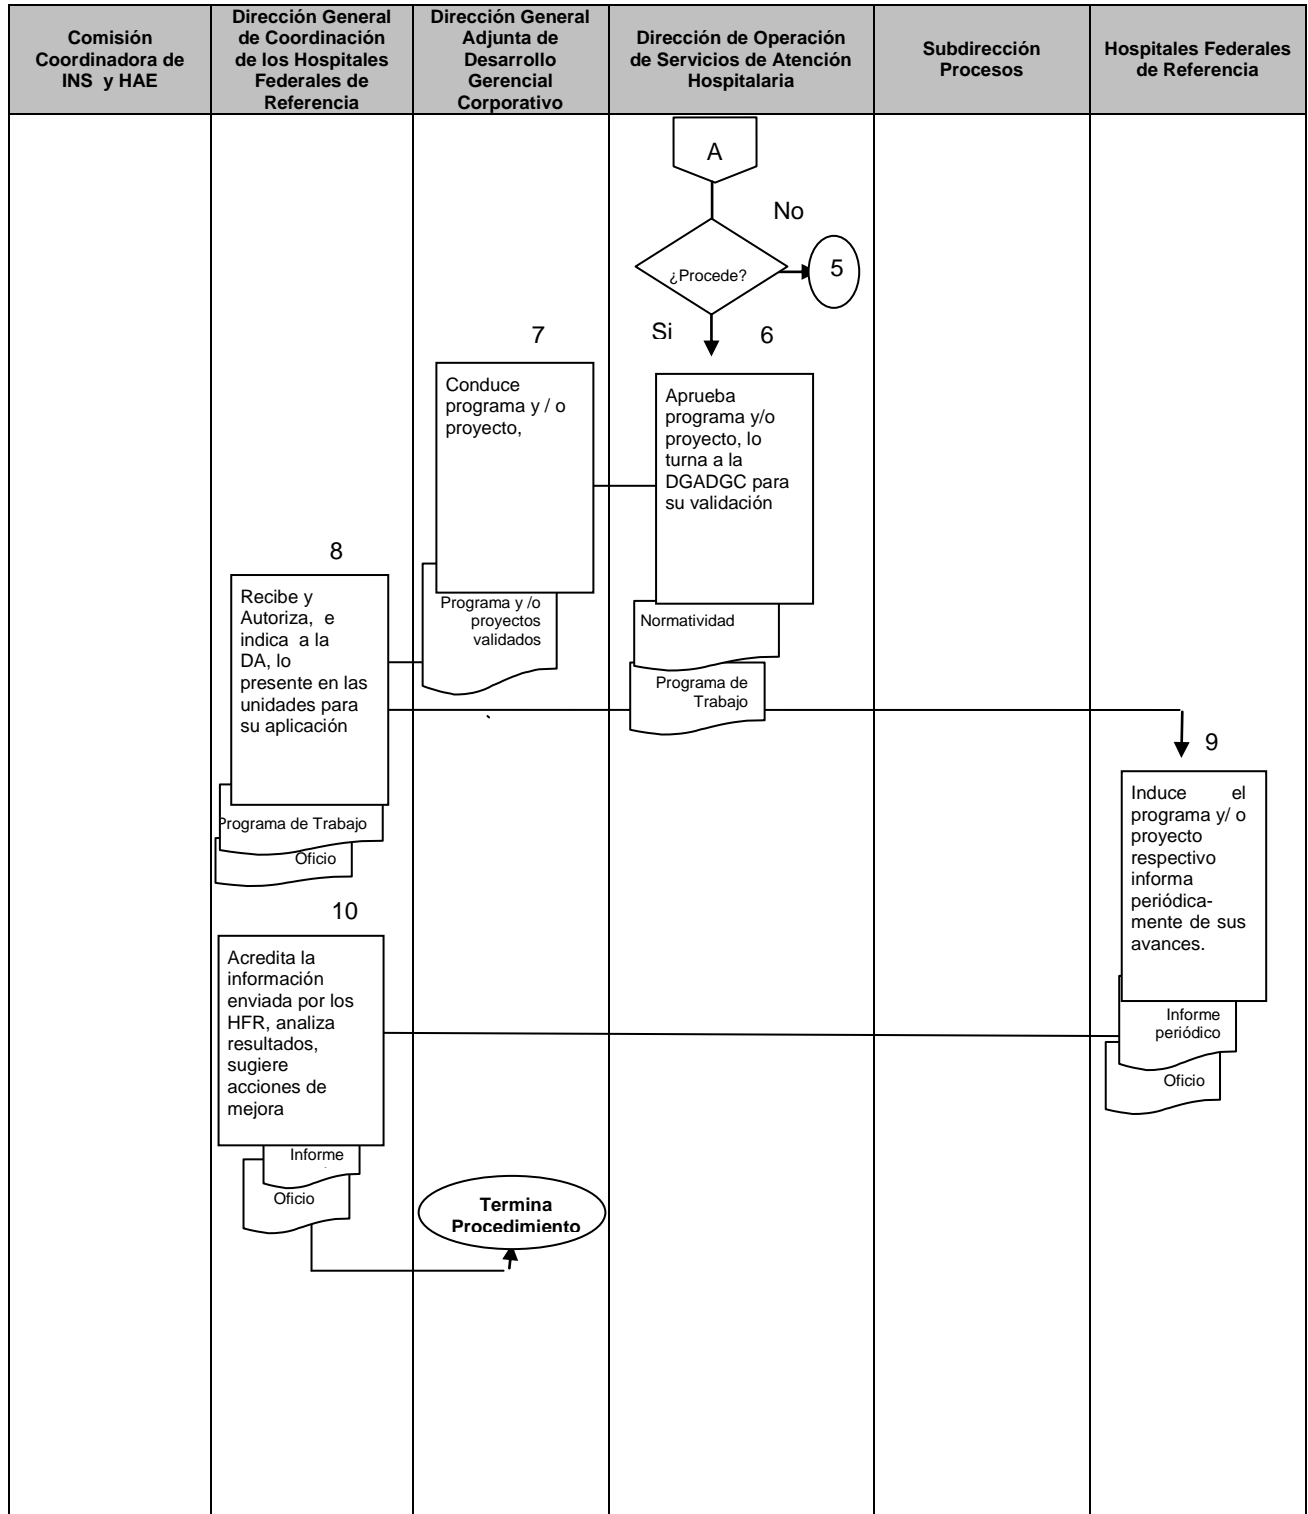 Comisión
Coordinadora de
INS y HAE
Dirección General
de Coordinación
de los Hospitales
Federales de
Referencia
Dirección General
Adjunta de
Desarrollo
Gerencial
Corporativo
Dirección de Operación
de Servicios de Atención
Hospitalaria
Subdirección
Procesos
Hospitales Federales
de Referencia
A
No
¿Procede?
5
Si
6
7
Aprueba
programa y/o
proyecto, lo
turna a la
DGADGC para
su validación
Normatividad
Programa de
Trabajo
Conduce
programa y / o
proyecto,
Programa y /o
proyectos
validados
8
Recibe y
Autoriza, e
indica a la
DA, lo
presente en las
unidades para
su aplicación
Programa de Trabajo
Oficio
9
Induce el
programa y/ o
proyecto
respectivo
informa
periódica-
mente de sus
avances.
Informe
periódico
Oficio
10
Acredita la
información
enviada por los
HFR, analiza
resultados,
sugiere
acciones de
mejora
Informe
Oficio
Termina
Procedimiento